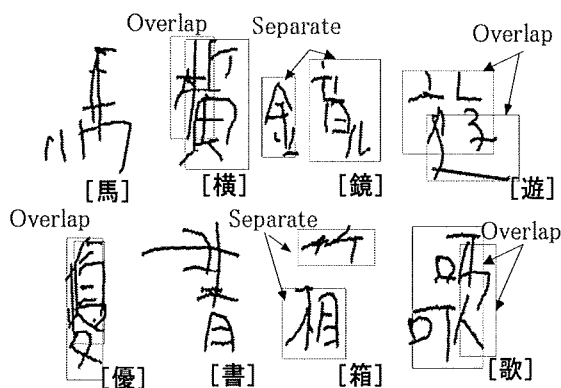 Overlap Separate Overlap
[馬] [横] [鏡] [遊]
Overlap Separate Overlap
[優] [書] [箱] [歌]